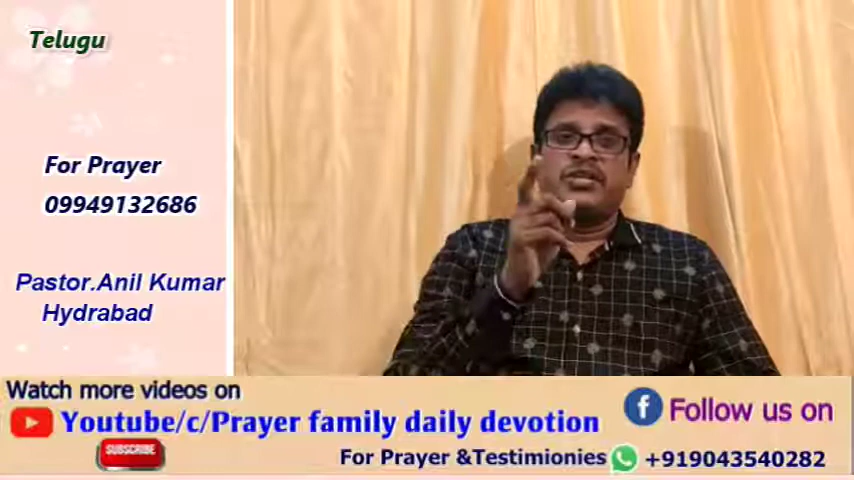 Telugu
For Prayer
09949132686
Pastor.Anil Kumar
Hydrabad
Watch more videos on
Youtube/c/Prayer family daily devotion
SUBSCRIBE
f Follow us on
For Prayer &Testimionies +919043540282